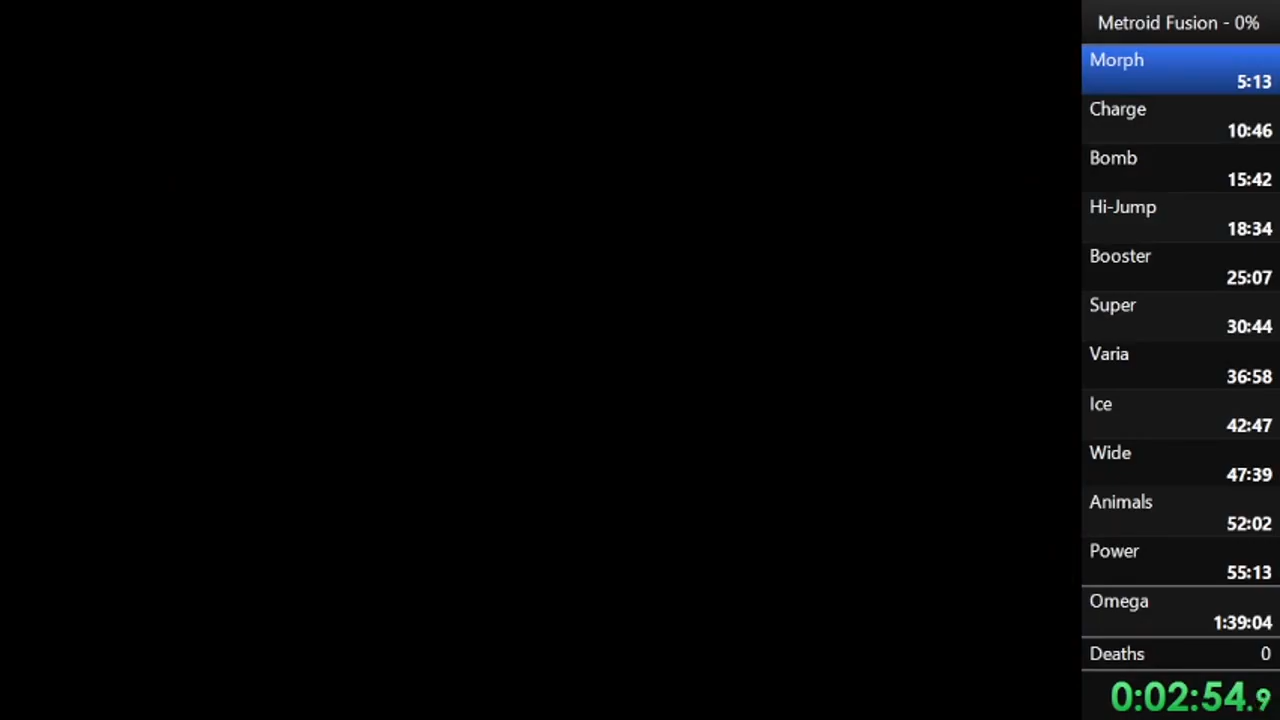 Metroid Fusion - 0%
Morph
5:13
Charge
10:46
Bomb
15:42
Hi-Jump
18:34
Booster
25:07
Super
30:44
Varia
36:58
Ice
42:47
Wide
47:39
Animals
52:02
Power
55:13
Omega
1:39:04
Deaths 0
0:02:54.9